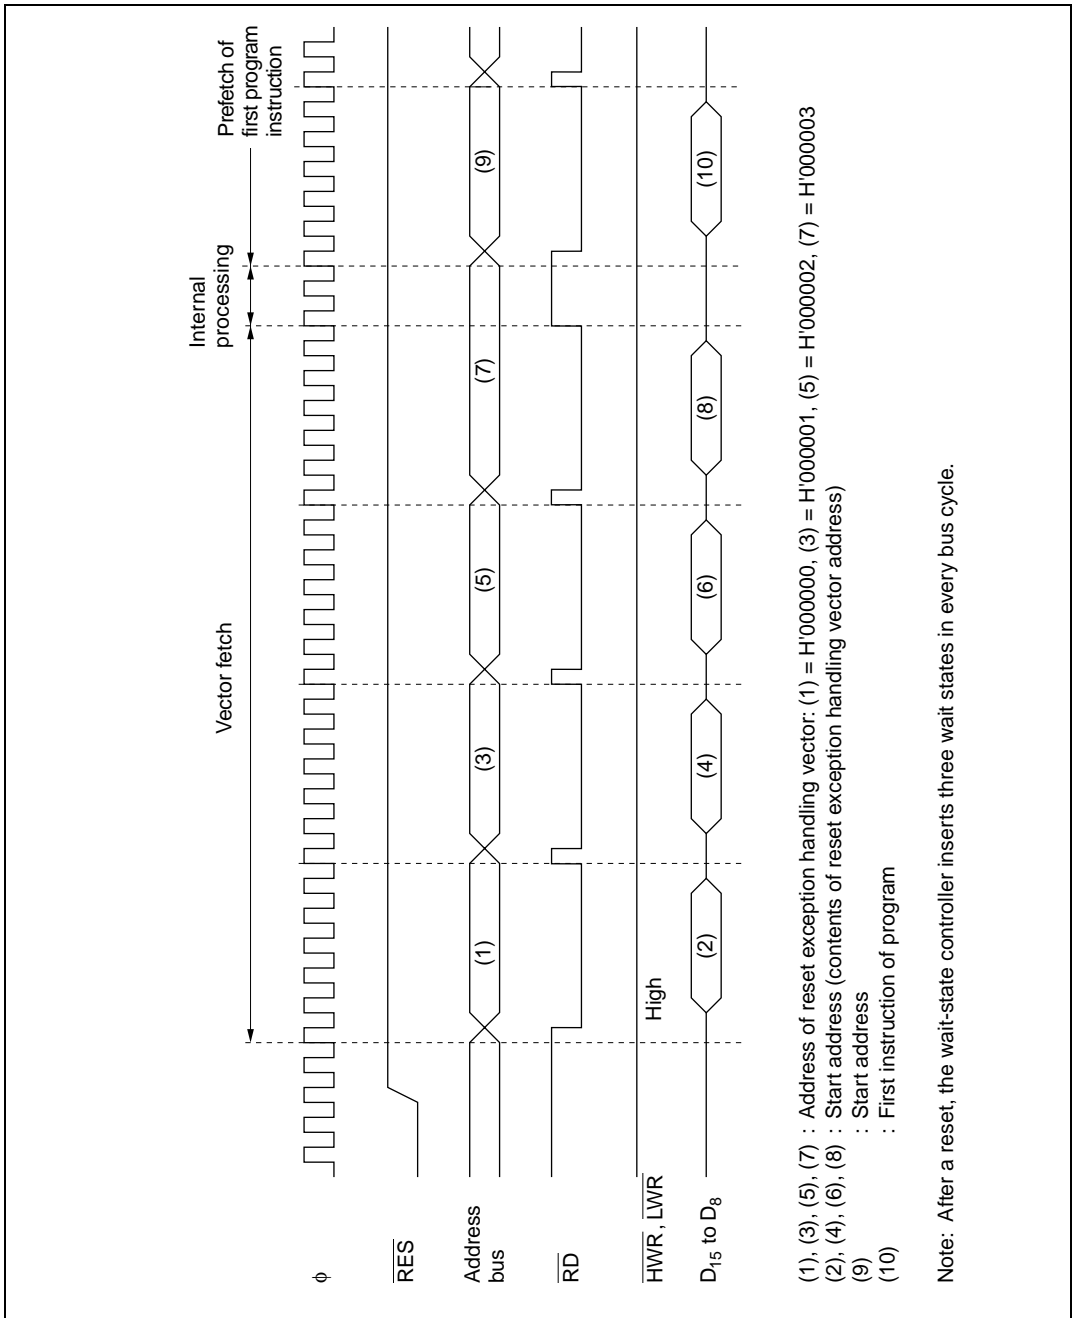 Vector fetch
Internal
processing
Prefetch of
first program
instruction
φ
RES
Address
bus
(1)
(3)
(5)
(7)
(9)
RD
HWR , LWR
High
D15 to D8
(2)
(4)
(6)
(8)
(10)
(1), (3), (5), (7) : Address of reset exception handling vector: (1) = H'000000, (3) = H'000001, (5) = H'000002, (7) = H'000003
(2), (4), (6), (8) : Start address (contents of reset exception handling vector address)
(9) : Start address
(10) : First instruction of program
Note: After a reset, the wait-state controller inserts three wait states in every bus cycle.